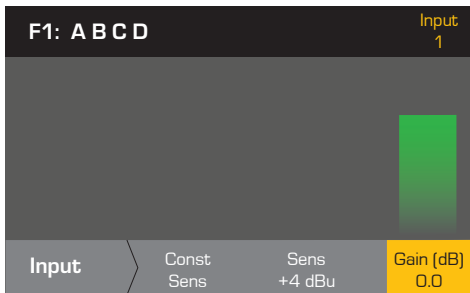 F1: A B C D
Input
1
Input
Const
Sens
Sens
+4 dBu
Gain (dB)
0.0